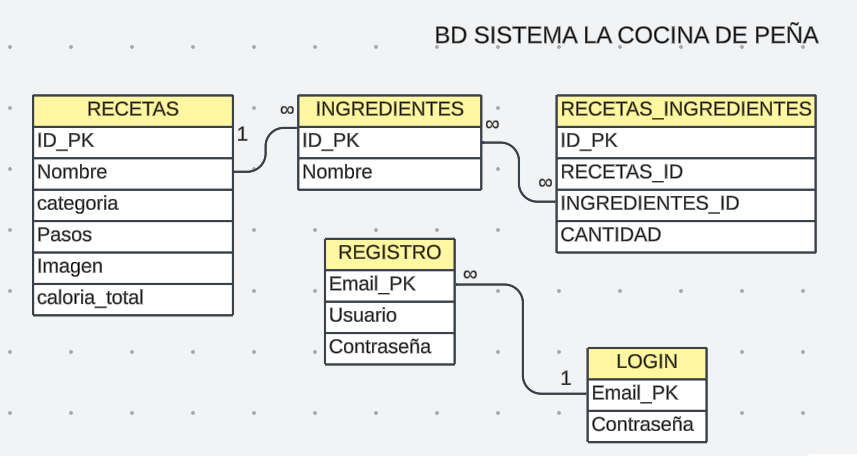 BD SISTEMA LA COCINA DE PEÑA
RECETAS
ID_PK
Nombre
categoria
Pasos
Imagen
caloria_total
1
∞
INGREDIENTES
ID_PK
Nombre
∞
∞
RECETAS_INGREDIENTES
ID_PK
RECETAS_ID
INGREDIENTES_ID
CANTIDAD
REGISTRO
Email_PK
Usuario
Contraseña
∞
1
LOGIN
Email_PK
Contraseña